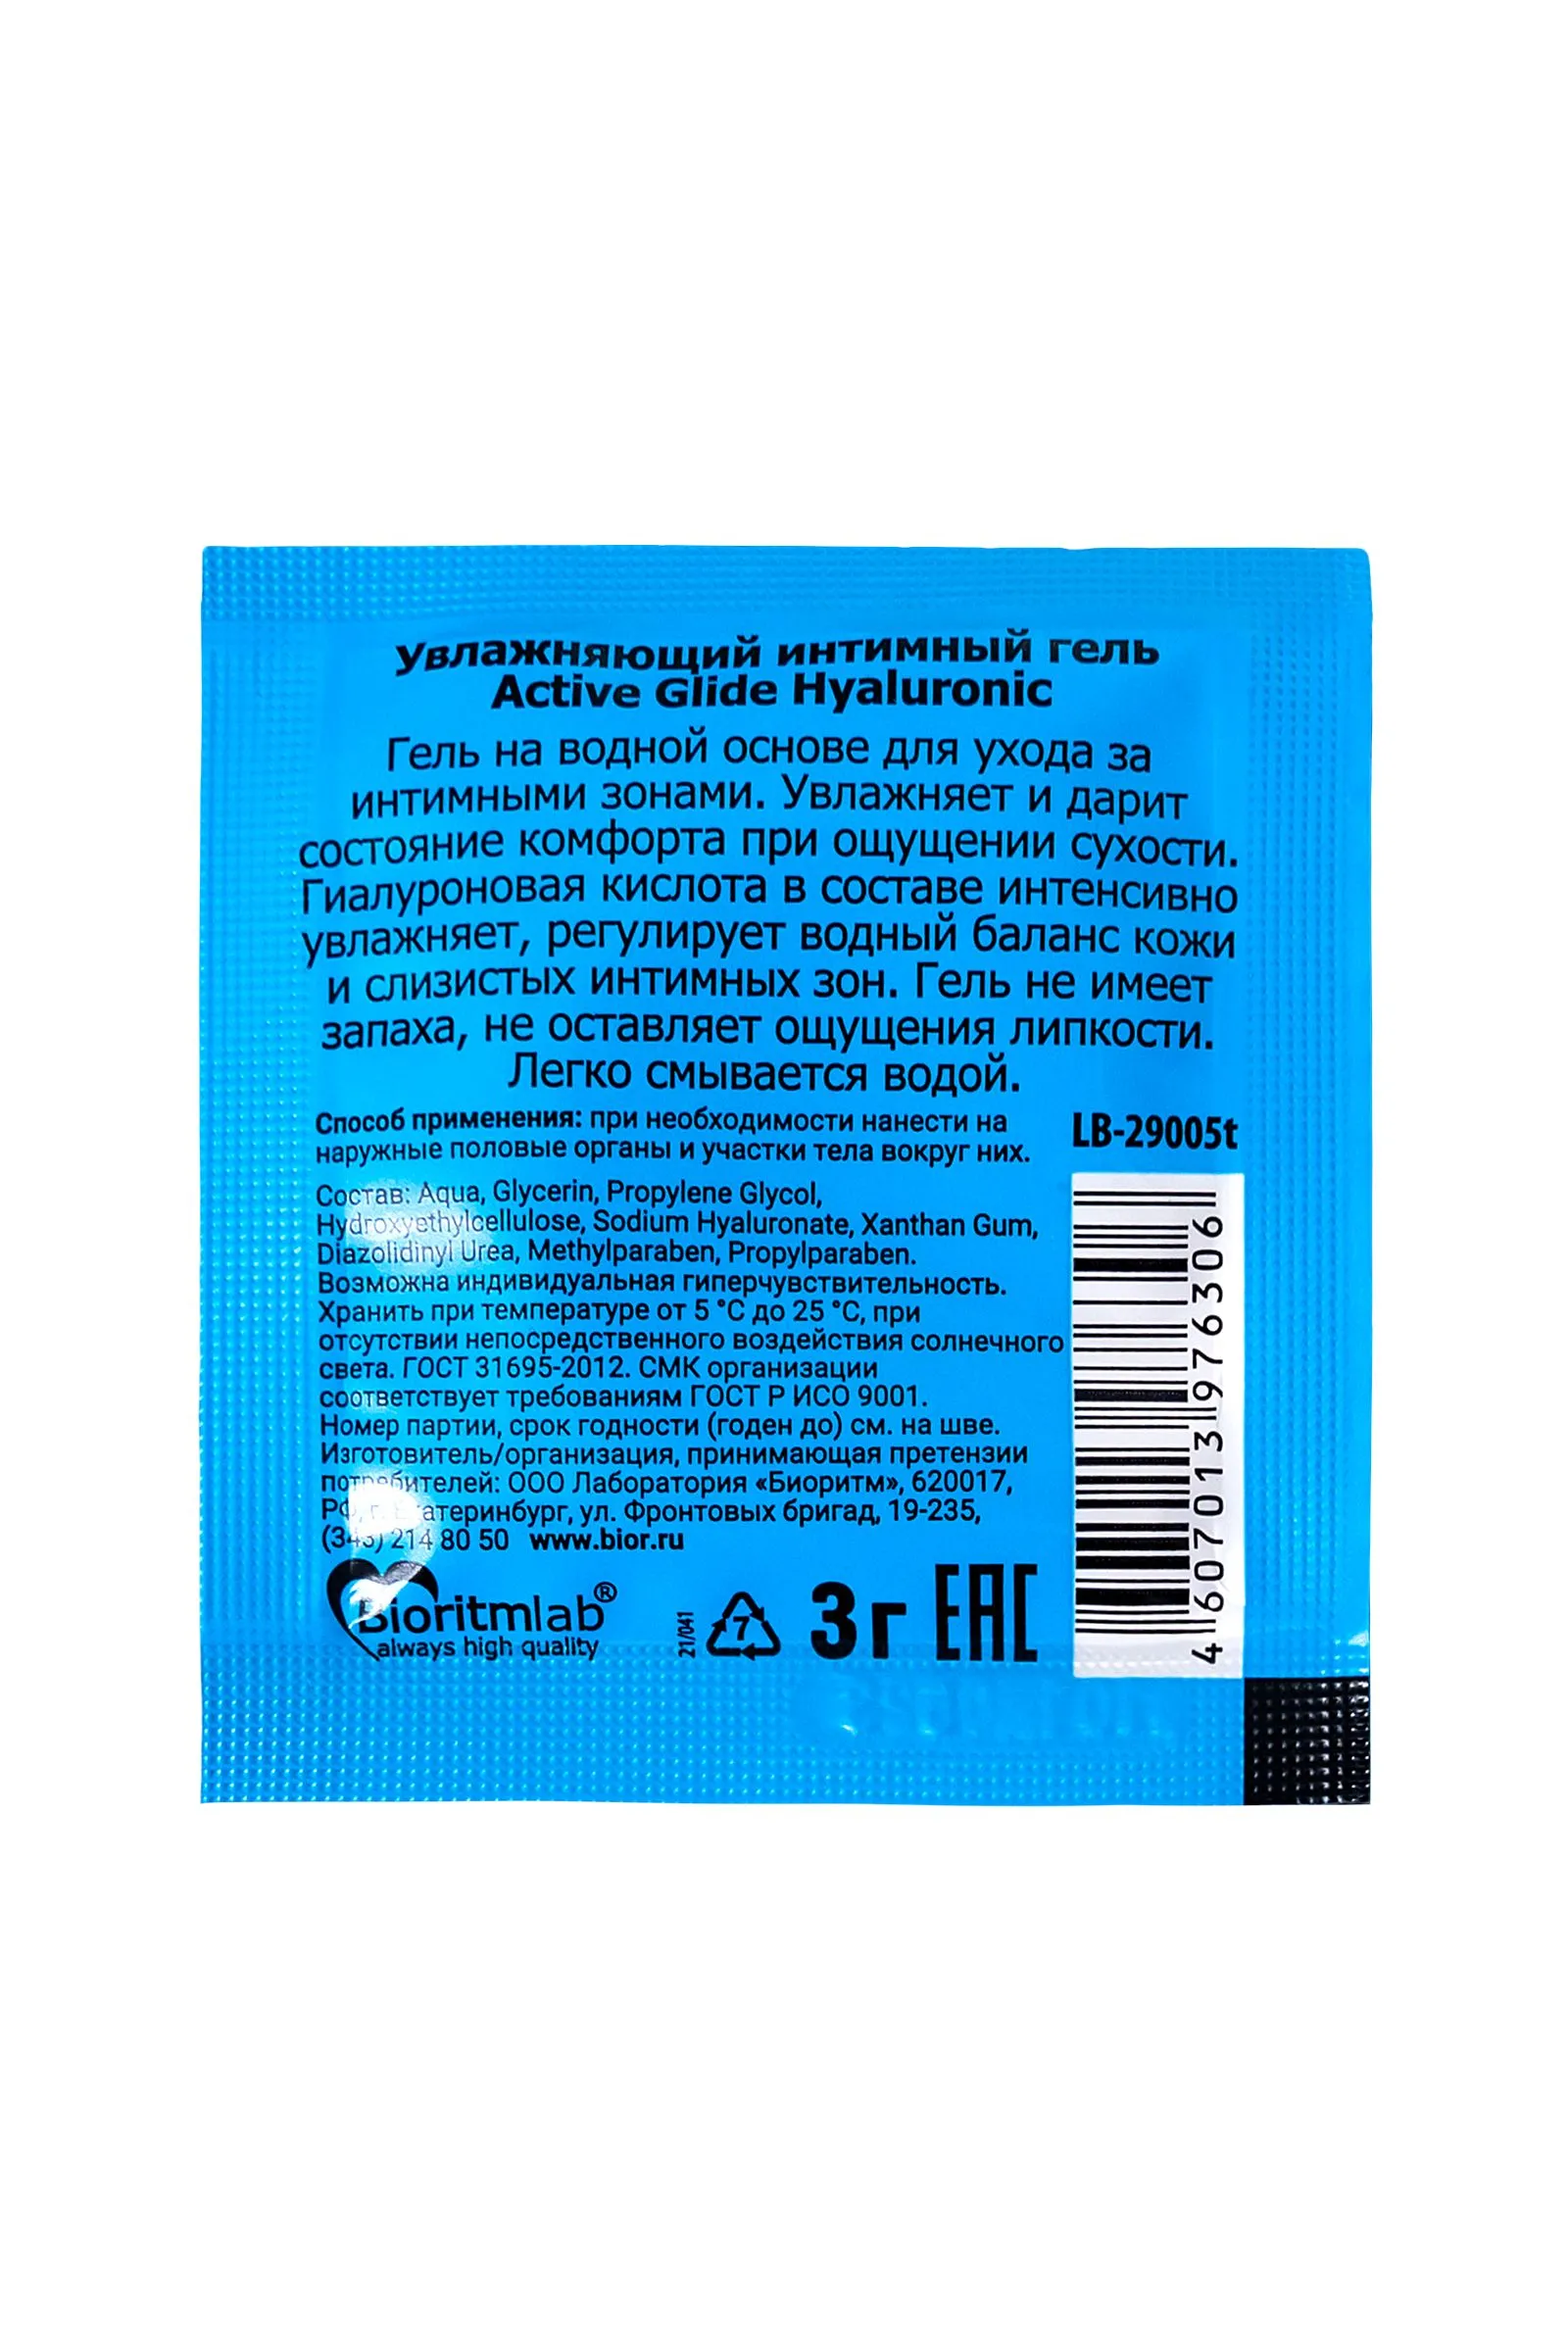 Увлажняющий интимный гель
Active Glide Hyaluronic
Гель на водной основе для ухода за
интимными зонами. Увлажняет и дарит
состояние комфорта при ощущении сухости.
Гиалуроновая кислота в составе интенсивно
увлажняет, регулирует водный баланс кожи
и слизистых интимных зон. Гель не имеет
запаха, не оставляет ощущения липкости.
Легко смывается водой.
Способ применения: при необходимости нанести на
наружные половые органы и участки тела вокруг них.
LB-29005t
Состав: Aqua, Glycerin, Propylene Glycol,
Hydroxyethylcellulose, Sodium Hyaluronate, Xanthan Gum,
Diazolidinyl Urea, Methylparaben, Propylparaben.
Возможна индивидуальная гиперчувствительность.
Хранить при температуре от 5 °С до 25 °С, при
отсутствии непосредственного воздействия солнечного
света. ГОСТ 31695-2012. СМК организации
соответствует требованиям ГОСТ Р ИСО 9001.
Номер партии, срок годности (годен до) см. на шве.
Изготовитель/организация, принимающая претензии
потребителей: ООО Лаборатория «Биоритм», 620017,
РФ, г. Екатеринбург, ул. Фронтовых бригад, 19-235,
(343) 214 80 50 www.bior.ru
Bioritmlab®
always high quality
21/041
7
3 г
EAC
4 607013 976306